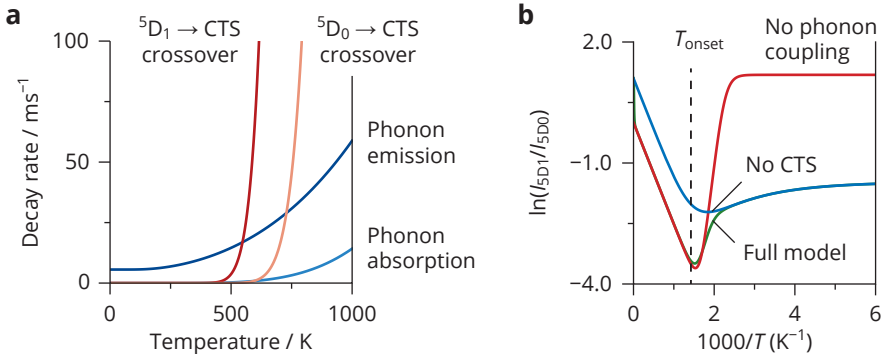 a
⁵D₁ → CTS
crossover
⁵D₀ → CTS
crossover
100
50
0
Decay rate / ms⁻¹
Phonon
emission
Phonon
absorption
0
500
1000
Temperature / K
b
T_onset
No phonon
coupling
2.0
−1.0
−4.0
ln(I₅D1/I₅D0)
No CTS
Full model
0
2
4
6
1000/T (K⁻¹)